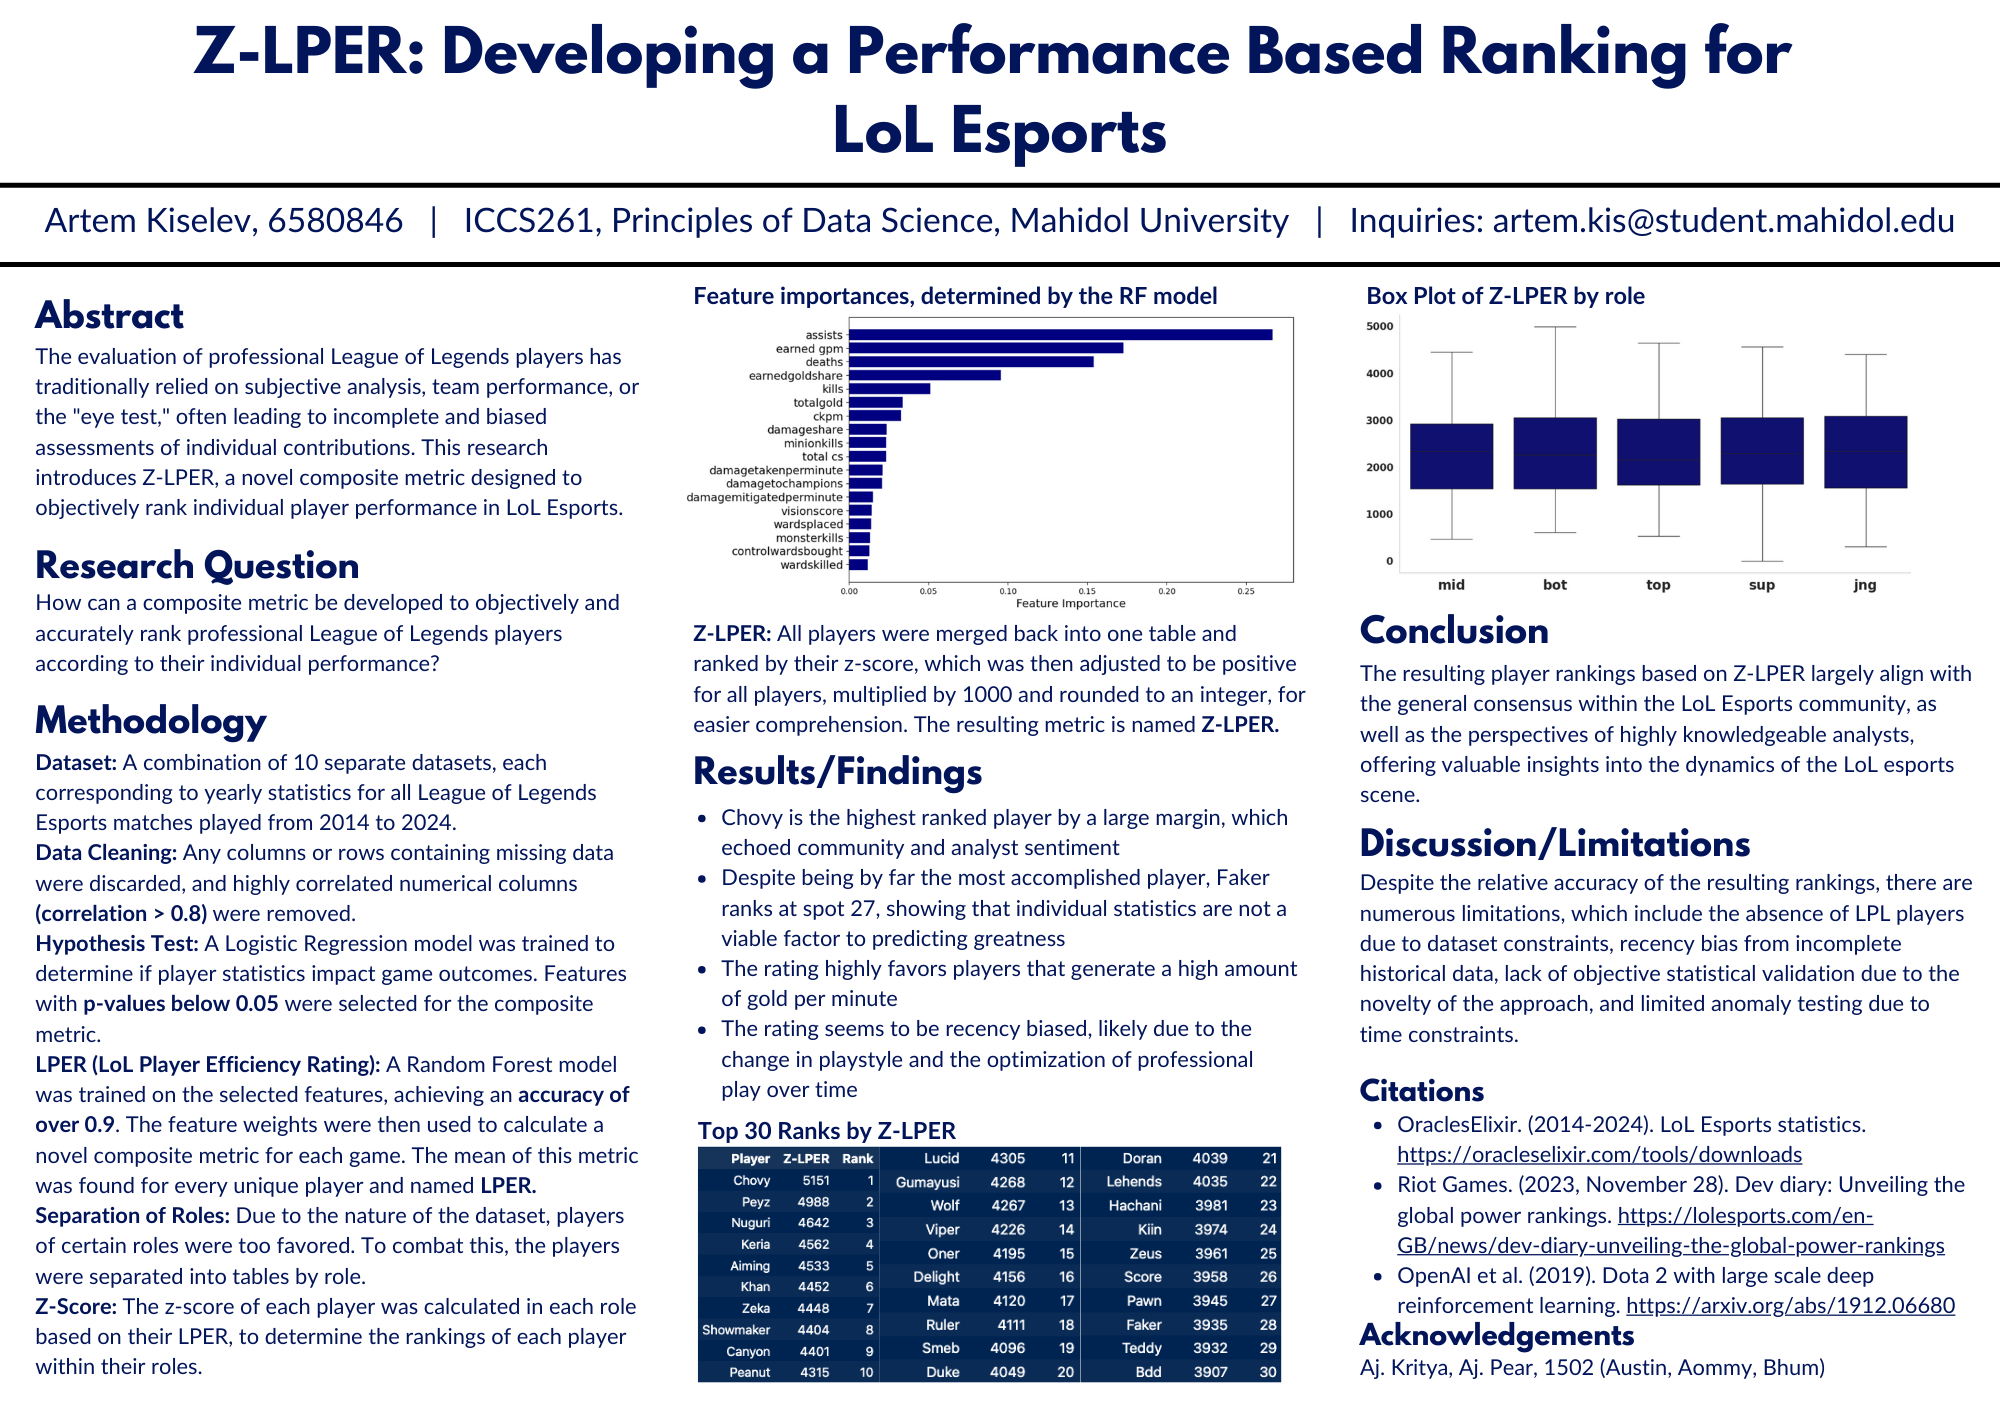 Z-LPER: Developing a Performance Based Ranking for
LoL Esports
Artem Kiselev, 6580846 | ICCS261, Principles of Data Science, Mahidol University | Inquiries: artem.kis@student.mahidol.edu
Abstract
The evaluation of professional League of Legends players has
traditionally relied on subjective analysis, team performance, or
the "eye test," often leading to incomplete and biased
assessments of individual contributions. This research
introduces Z-LPER, a novel composite metric designed to
objectively rank individual player performance in LoL Esports.
Research Question
How can a composite metric be developed to objectively and
accurately rank professional League of Legends players
according to their individual performance?
Methodology
Dataset: A combination of 10 separate datasets, each
corresponding to yearly statistics for all League of Legends
Esports matches played from 2014 to 2024.
Data Cleaning: Any columns or rows containing missing data
were discarded, and highly correlated numerical columns
(correlation > 0.8) were removed.
Hypothesis Test: A Logistic Regression model was trained to
determine if player statistics impact game outcomes. Features
with p-values below 0.05 were selected for the composite
metric.
LPER (LoL Player Efficiency Rating): A Random Forest model
was trained on the selected features, achieving an accuracy of
over 0.9. The feature weights were then used to calculate a
novel composite metric for each game. The mean of this metric
was found for every unique player and named LPER.
Separation of Roles: Due to the nature of the dataset, players
of certain roles were too favored. To combat this, the players
were separated into tables by role.
Z-Score: The z-score of each player was calculated in each role
based on their LPER, to determine the rankings of each player
within their roles.
Feature importances, determined by the RF model
assists
earned gpm
deaths
earnedgoldshare
kills
totalgold
ckpm
damageshare
minionkills
total cs
damagetakenperminute
damagetochampions
damagemitigatedperminute
visionscore
wardsplaced
monsterkills
controlwardsbought
wardskilled
0.00 0.05 0.10 0.15 0.20 0.25
Feature Importance
Z-LPER: All players were merged back into one table and
ranked by their z-score, which was then adjusted to be positive
for all players, multiplied by 1000 and rounded to an integer, for
easier comprehension. The resulting metric is named Z-LPER.
Results/Findings
• Chovy is the highest ranked player by a large margin, which
echoed community and analyst sentiment
• Despite being by far the most accomplished player, Faker
ranks at spot 27, showing that individual statistics are not a
viable factor to predicting greatness
• The rating highly favors players that generate a high amount
of gold per minute
• The rating seems to be recency biased, likely due to the
change in playstyle and the optimization of professional
play over time
Top 30 Ranks by Z-LPER
Player Z-LPER Rank
Chovy 5151 1
Peyz 4988 2
Nuguri 4642 3
Keria 4562 4
Aiming 4533 5
Khan 4452 6
Zeka 4448 7
Showmaker 4404 8
Canyon 4401 9
Peanut 4315 10
Lucid 4305 11
Gumayusi 4268 12
Wolf 4267 13
Viper 4226 14
Oner 4195 15
Delight 4156 16
Mata 4120 17
Ruler 4111 18
Smeb 4096 19
Duke 4049 20
Doran 4039 21
Lehends 4035 22
Hachani 3981 23
Kiin 3974 24
Zeus 3961 25
Score 3958 26
Pawn 3945 27
Faker 3935 28
Teddy 3932 29
Bdd 3907 30
Box Plot of Z-LPER by role
5000
4000
3000
2000
1000
0
mid bot top sup jng
Conclusion
The resulting player rankings based on Z-LPER largely align with
the general consensus within the LoL Esports community, as
well as the perspectives of highly knowledgeable analysts,
offering valuable insights into the dynamics of the LoL esports
scene.
Discussion/Limitations
Despite the relative accuracy of the resulting rankings, there are
numerous limitations, which include the absence of LPL players
due to dataset constraints, recency bias from incomplete
historical data, lack of objective statistical validation due to the
novelty of the approach, and limited anomaly testing due to
time constraints.
Citations
• OraclesElixir. (2014-2024). LoL Esports statistics.
https://oracleselixir.com/tools/downloads
• Riot Games. (2023, November 28). Dev diary: Unveiling the
global power rankings. https://lolesports.com/en-
GB/news/dev-diary-unveiling-the-global-power-rankings
• OpenAI et al. (2019). Dota 2 with large scale deep
reinforcement learning. https://arxiv.org/abs/1912.06680
Acknowledgements
Aj. Kritya, Aj. Pear, 1502 (Austin, Aommy, Bhum)